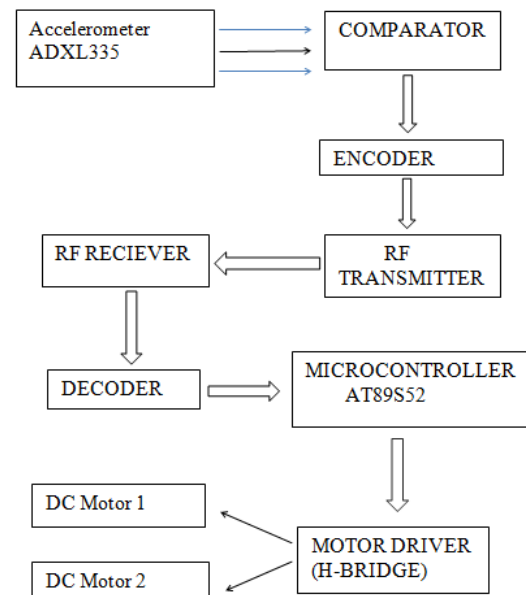 Accelerometer
ADXL335
COMPARATOR
ENCODER
RF
TRANSMITTER
RF RECIEVER
DECODER
MICROCONTROLLER
AT89S52
MOTOR DRIVER
(H-BRIDGE)
DC Motor 1
DC Motor 2